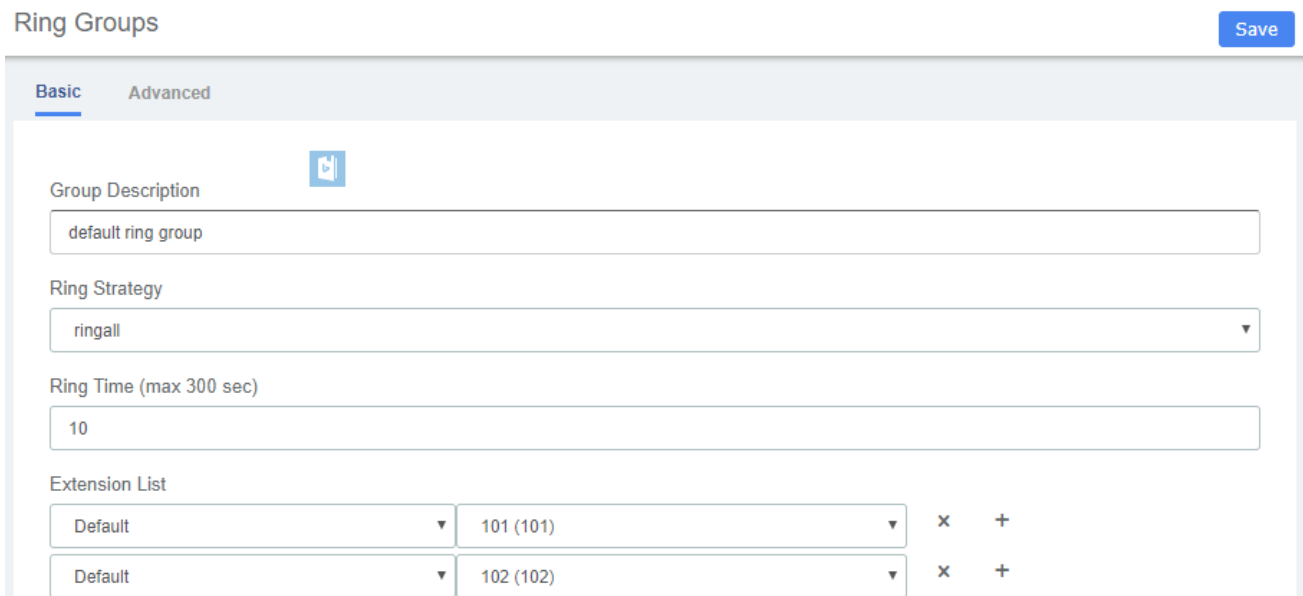 Ring Groups
Save
Basic Advanced
Group Description
default ring group
Ring Strategy
ringall
Ring Time (max 300 sec)
10
Extension List
Default 101 (101) × +
Default 102 (102) × +